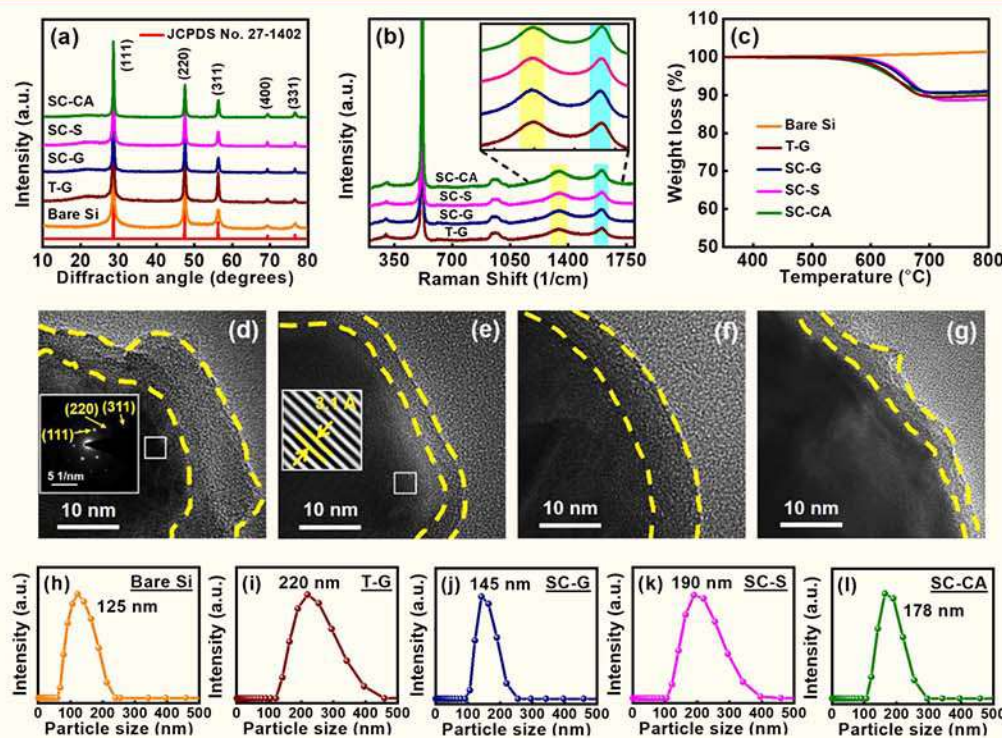 (a)
JCPDS No. 27-1402
(111)
(220)
(311)
(400)
(331)
SC-CA
SC-S
SC-G
T-G
Bare Si
Intensity (a.u.)
10 20 30 40 50 60 70 80
Diffraction angle (degrees)
(b)
Intensity (a.u.)
SC-CA
SC-S
SC-G
T-G
350 700 1050 1400 1750
Raman Shift (1/cm)
(c)
Weight loss (%)
110
100
90
80
70
60
50
Bare Si
T-G
SC-G
SC-S
SC-CA
400 500 600 700 800
Temperature (°C)
(d)
(220) (311)
(111)
5 1/nm
10 nm
(e)
3.1 A
10 nm
(f)
10 nm
(g)
10 nm
(h) Bare Si
125 nm
Intensity (a.u.)
0 100 200 300 400 500
Particle size (nm)
(i) 220 nm T-G
Intensity (a.u.)
0 100 200 300 400 500
Particle size (nm)
(j) 145 nm SC-G
Intensity (a.u.)
0 100 200 300 400 500
Particle size (nm)
(k) 190 nm SC-S
Intensity (a.u.)
0 100 200 300 400 500
Particle size (nm)
(l) SC-CA
178 nm
Intensity (a.u.)
0 100 200 300 400 500
Particle size (nm)